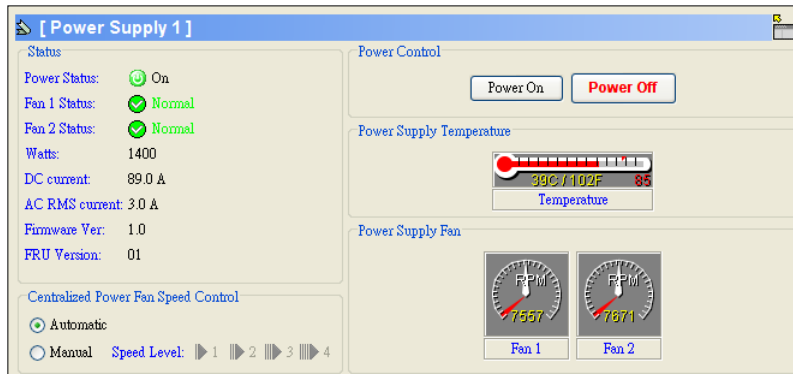 [ Power Supply 1 ]
Status
Power Status: On
Fan 1 Status: Normal
Fan 2 Status: Normal
Watts: 1400
DC current: 89.0 A
AC RMS current: 3.0 A
Firmware Ver: 1.0
FRU Version: 01
Centralized Power Fan Speed Control
Automatic
Manual Speed Level: 1 2 3 4
Power Control
Power On Power Off
Power Supply Temperature
39C / 102F 85
Temperature
Power Supply Fan
RPM RPM
7557 7671
Fan 1 Fan 2